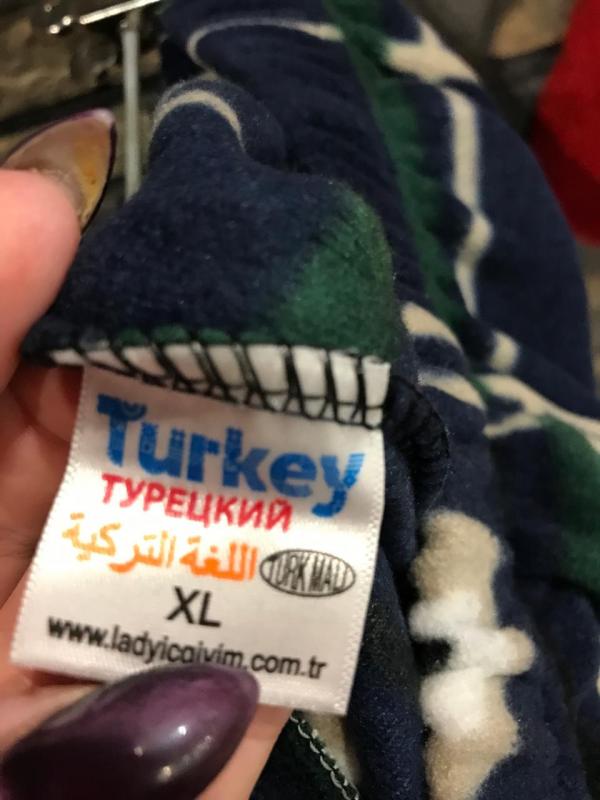 Turkey
ТУРЕЦКИЙ
اللغة التركية TÜRK MALI
XL
www.ladyicgiyim.com.tr